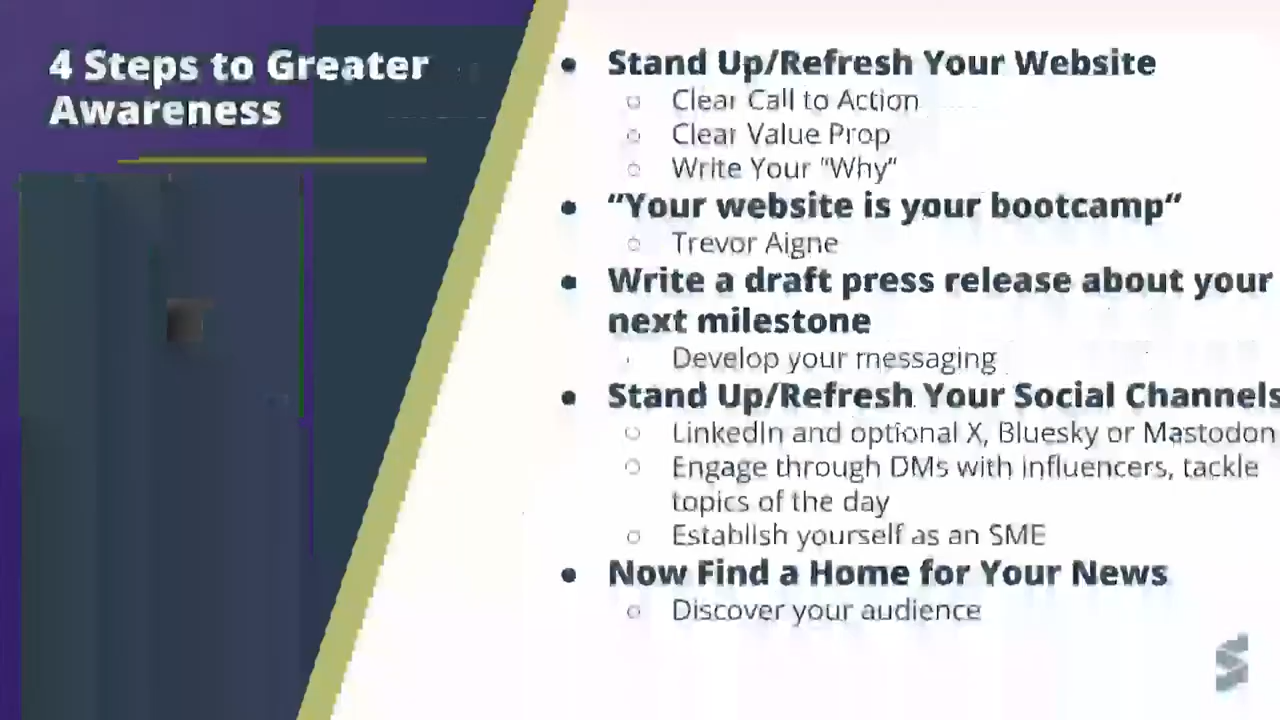 4 Steps to Greater
Awareness
Stand Up/Refresh Your Website
Clear Call to Action
Clear Value Prop
Write Your "Why"
"Your website is your bootcamp"
Trevor Aigne
Write a draft press release about your
next milestone
Develop your messaging
Stand Up/Refresh Your Social Channels
LinkedIn and optional X, Bluesky or Mastodon
Engage through DMs with influencers, tackle
topics of the day
Establish yourself as an SME
Now Find a Home for Your News
Discover your audience